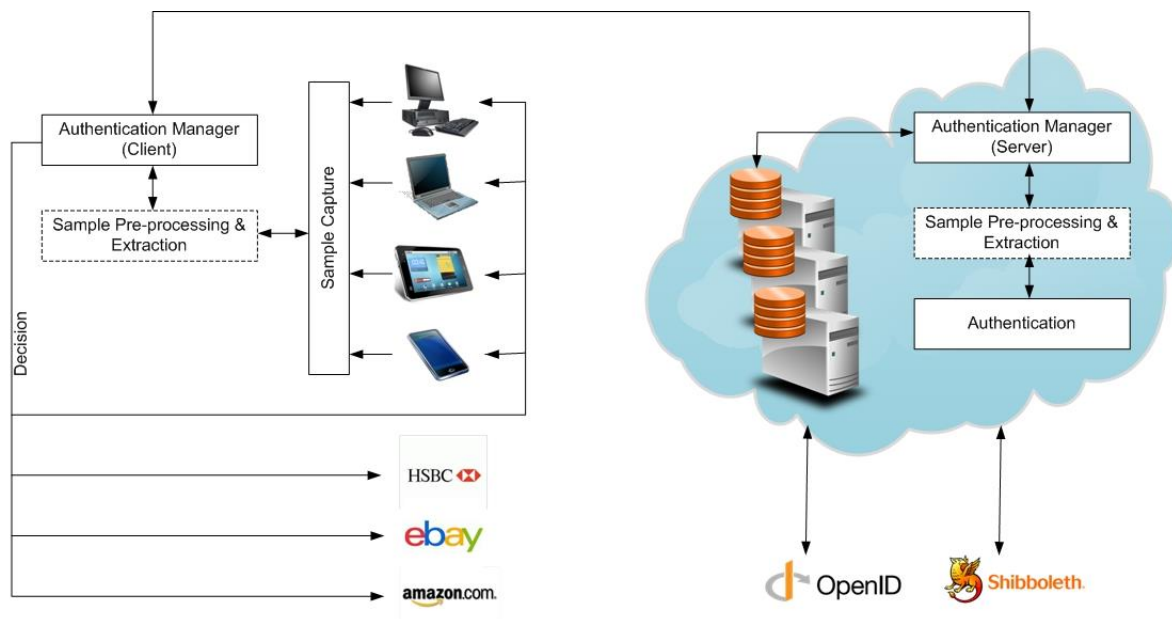 Authentication Manager
(Client)
Sample Pre-processing &
Extraction
Sample Capture
Decision
HSBC
ebay
amazon.com.
Authentication Manager
(Server)
Sample Pre-processing &
Extraction
Authentication
OpenID
Shibboleth.